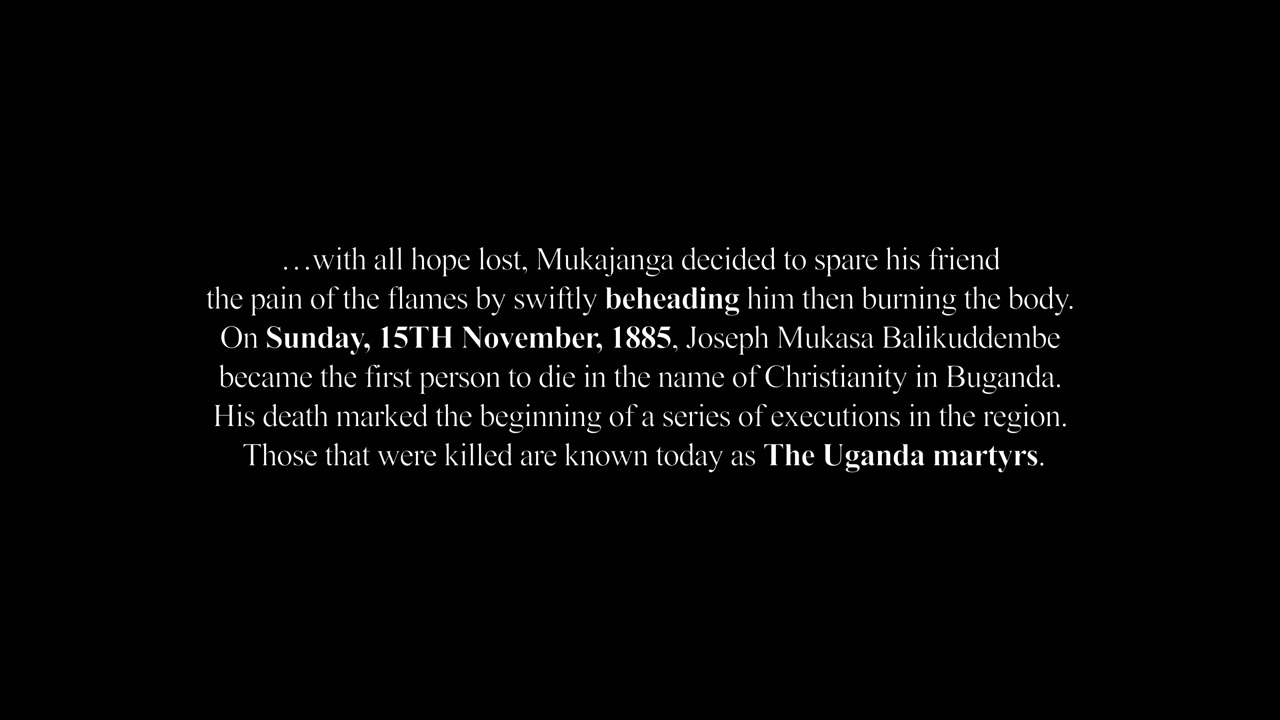 …with all hope lost, Mukajanga decided to spare his friend
the pain of the flames by swiftly beheading him then burning the body.
On Sunday, 15TH November, 1885, Joseph Mukasa Balikuddembe
became the first person to die in the name of Christianity in Buganda.
His death marked the beginning of a series of executions in the region.
Those that were killed are known today as The Uganda martyrs.